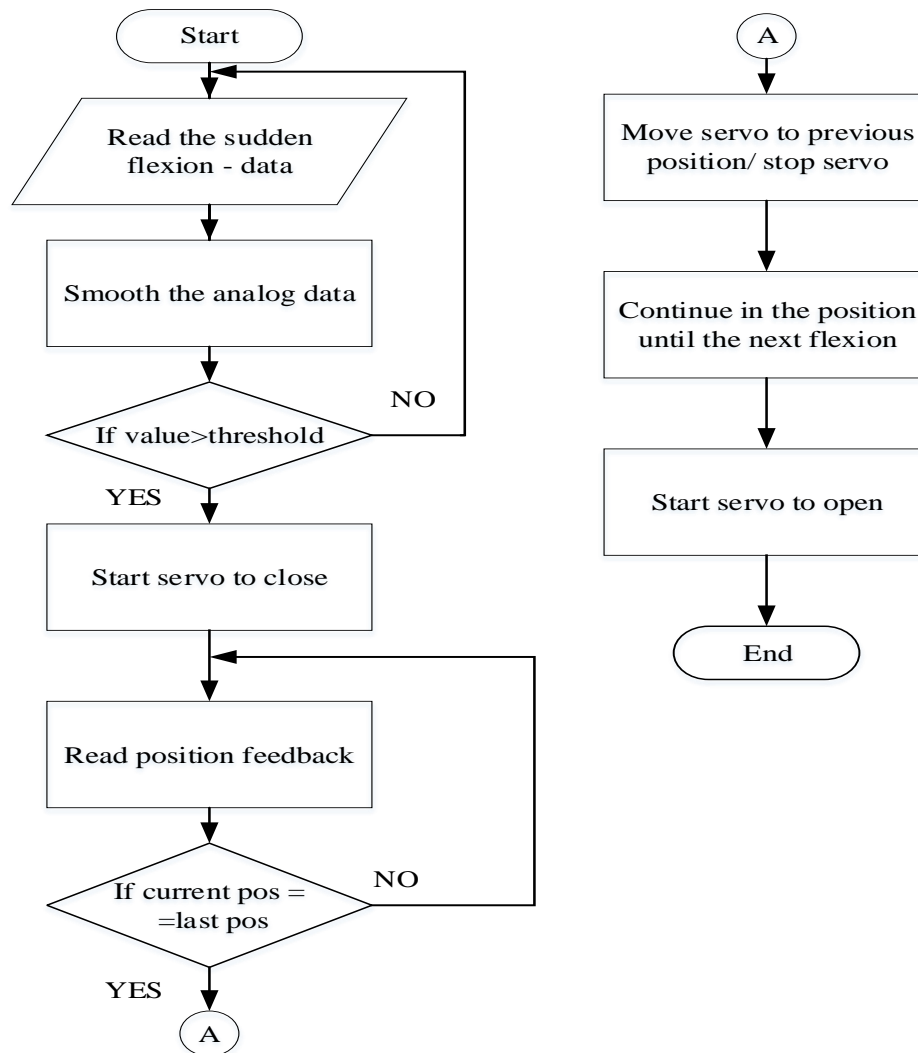 Start
Read the sudden
flexion - data
Smooth the analog data
If value>threshold
NO
YES
Start servo to close
Read position feedback
If current pos =
=last pos
NO
YES
A
A
Move servo to previous
position/ stop servo
Continue in the position
until the next flexion
Start servo to open
End